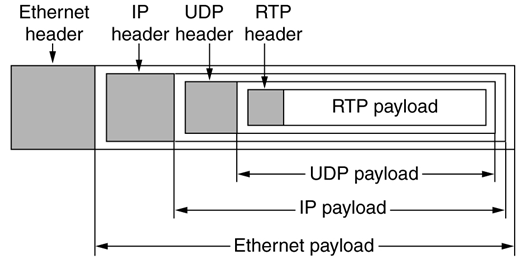 Ethernet header
IP header
UDP header
RTP header
RTP payload
UDP payload
IP payload
Ethernet payload